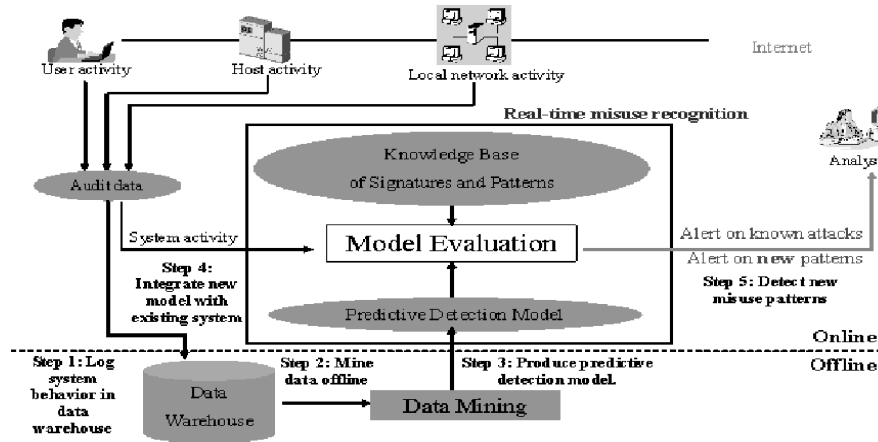 Internet
User activity
Host activity
Local network activity
Real-time misuse recognition
Knowledge Base
of Signatures and Patterns
Analys
Audit data
System activity
Model Evaluation
Alert on known attacks
Alert on new patterns
Step 4:
Integrate new
model with
existing system
Step 5: Detect new
misuse patterns
Predictive Detection Model
Online
Offline
Step 1: Log
system
behavior in
data
warehouse
Step 2: Mine
data offline
Step 3: Produce predictive
detection model.
Data
Warehouse
Data Mining